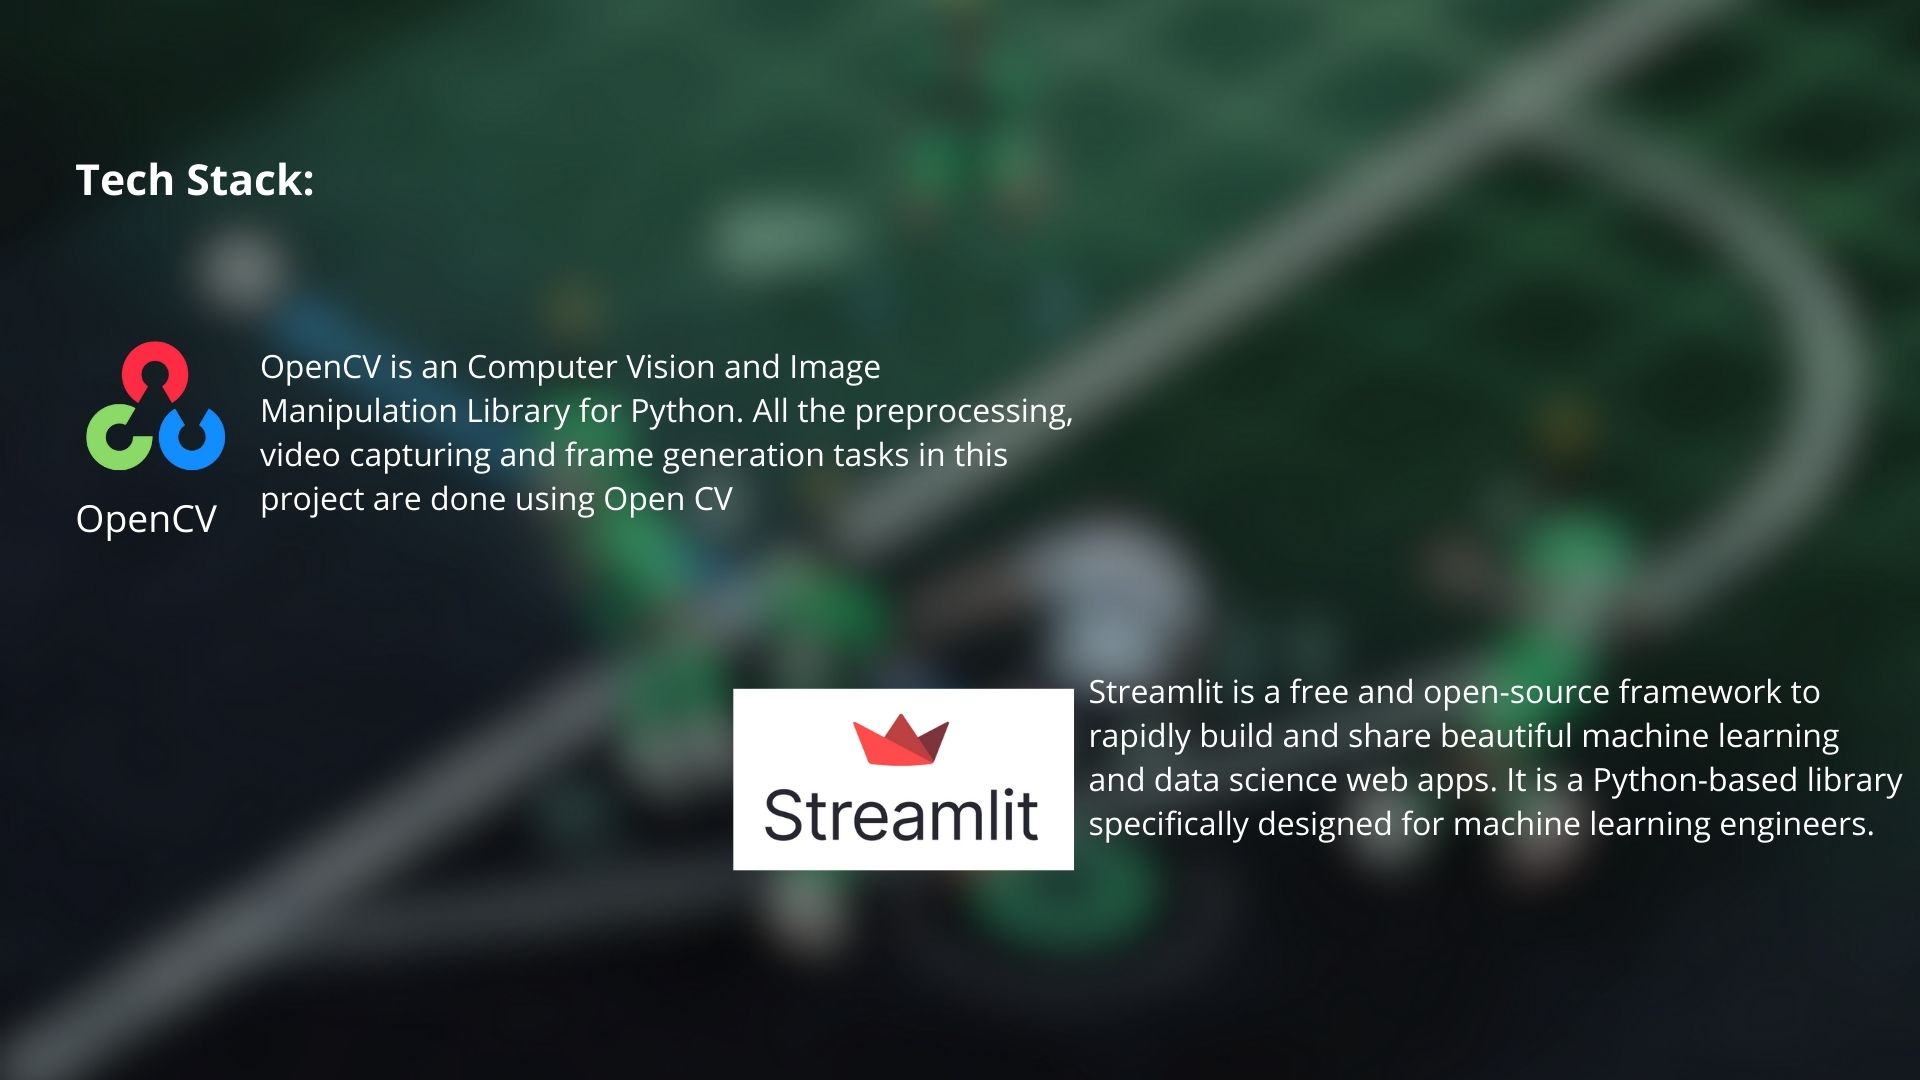 Tech Stack:
OpenCV is an Computer Vision and Image
Manipulation Library for Python. All the preprocessing,
video capturing and frame generation tasks in this
project are done using Open CV
OpenCV
Streamlit is a free and open-source framework to
rapidly build and share beautiful machine learning
and data science web apps. It is a Python-based library
specifically designed for machine learning engineers.
Streamlit